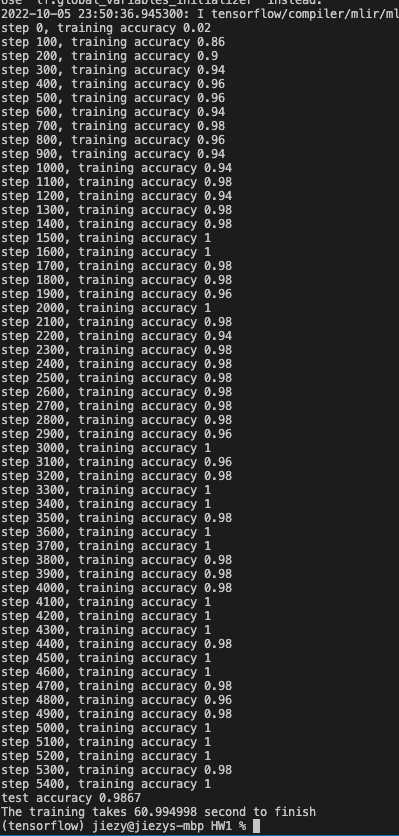 Use `tf.global_variables_initializer` instead.
2022-10-05 23:50:36.945300: I tensorflow/compiler/mlir/ml
step 0, training accuracy 0.02
step 100, training accuracy 0.86
step 200, training accuracy 0.9
step 300, training accuracy 0.94
step 400, training accuracy 0.96
step 500, training accuracy 0.96
step 600, training accuracy 0.94
step 700, training accuracy 0.98
step 800, training accuracy 0.96
step 900, training accuracy 0.94
step 1000, training accuracy 0.94
step 1100, training accuracy 0.98
step 1200, training accuracy 0.94
step 1300, training accuracy 0.98
step 1400, training accuracy 0.98
step 1500, training accuracy 1
step 1600, training accuracy 1
step 1700, training accuracy 0.98
step 1800, training accuracy 0.98
step 1900, training accuracy 0.96
step 2000, training accuracy 1
step 2100, training accuracy 0.98
step 2200, training accuracy 0.94
step 2300, training accuracy 0.98
step 2400, training accuracy 0.98
step 2500, training accuracy 0.98
step 2600, training accuracy 0.98
step 2700, training accuracy 0.98
step 2800, training accuracy 0.98
step 2900, training accuracy 0.96
step 3000, training accuracy 1
step 3100, training accuracy 0.96
step 3200, training accuracy 0.98
step 3300, training accuracy 1
step 3400, training accuracy 1
step 3500, training accuracy 0.98
step 3600, training accuracy 1
step 3700, training accuracy 1
step 3800, training accuracy 0.98
step 3900, training accuracy 0.98
step 4000, training accuracy 0.98
step 4100, training accuracy 1
step 4200, training accuracy 1
step 4300, training accuracy 1
step 4400, training accuracy 0.98
step 4500, training accuracy 1
step 4600, training accuracy 1
step 4700, training accuracy 0.98
step 4800, training accuracy 0.96
step 4900, training accuracy 0.98
step 5000, training accuracy 1
step 5100, training accuracy 1
step 5200, training accuracy 1
step 5300, training accuracy 0.98
step 5400, training accuracy 1
test accuracy 0.9867
The training takes 60.994998 second to finish
(tensorflow) jiezy@jiezys-mbp HW1 %